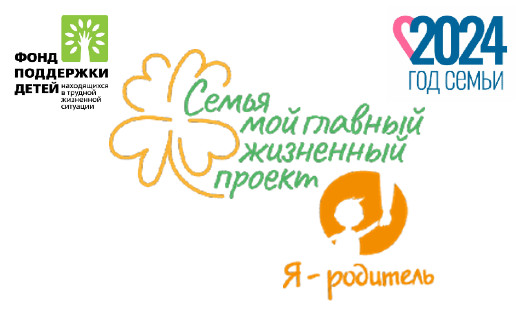 ФОНД
ПОДДЕРЖКИ
ДЕТЕЙ
находящихся
в трудной
жизненной
ситуации
2024
ГОД СЕМЬИ
Семья
мой главный
жизненный
проект
Я - родитель